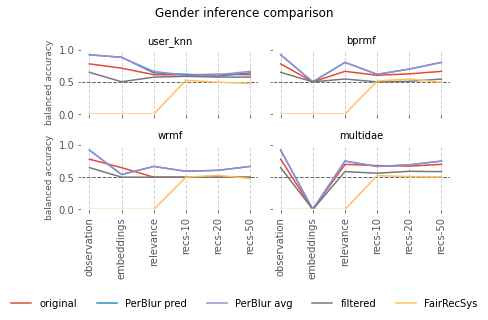 Gender inference comparison
user_knn
bprmf
balanced accuracy
1.0
0.5
0.0
wrmf
multidae
balanced accuracy
1.0
0.5
0.0
observation
embeddings
relevance
recs-10
recs-20
recs-50
observation
embeddings
relevance
recs-10
recs-20
recs-50
original PerBlur pred PerBlur avg filtered FairRecSys